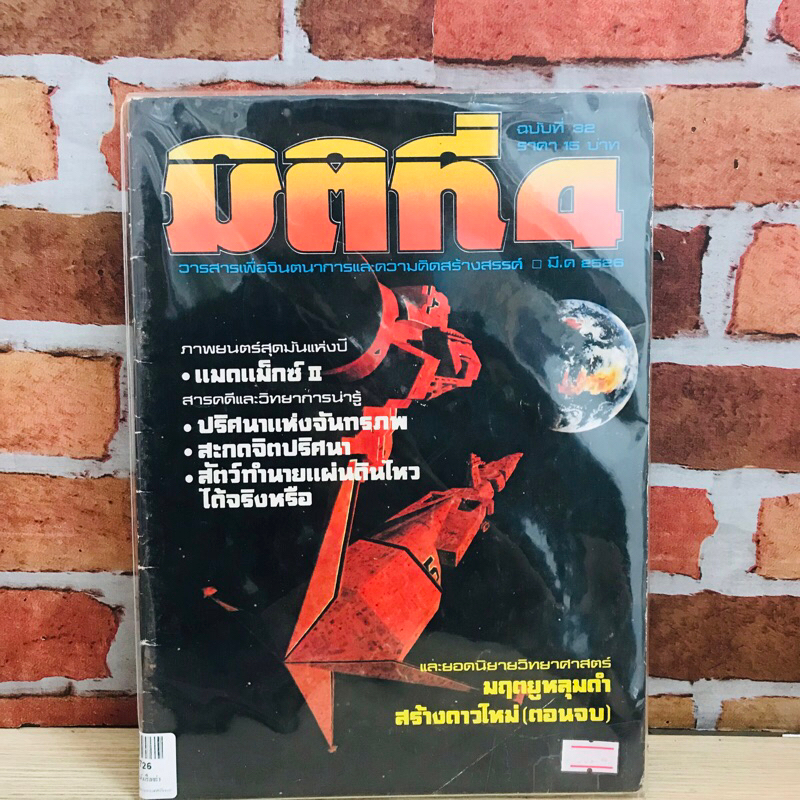 ฉบับที่ 32
ราคา 15 บาท
มิติที่ 4
วารสารเพื่อจินตนาการและความคิดสร้างสรรค์ □ มี.ค 2526
ภาพยนตร์สุดมันแห่งปี
• แมดแม็กซ์ II
สารคดีและวิทยาการน่ารู้
• ปริศนาแห่งจันทรภพ
• สะกดจิตปริศนา
• สัตว์ทำนายแผ่นดินไหว
ได้จริงหรือ
และยอดนิยายวิทยาศาสตร์
มฤตยูหลุมดำ
สร้างดาวใหม่ (ตอนจบ)
726